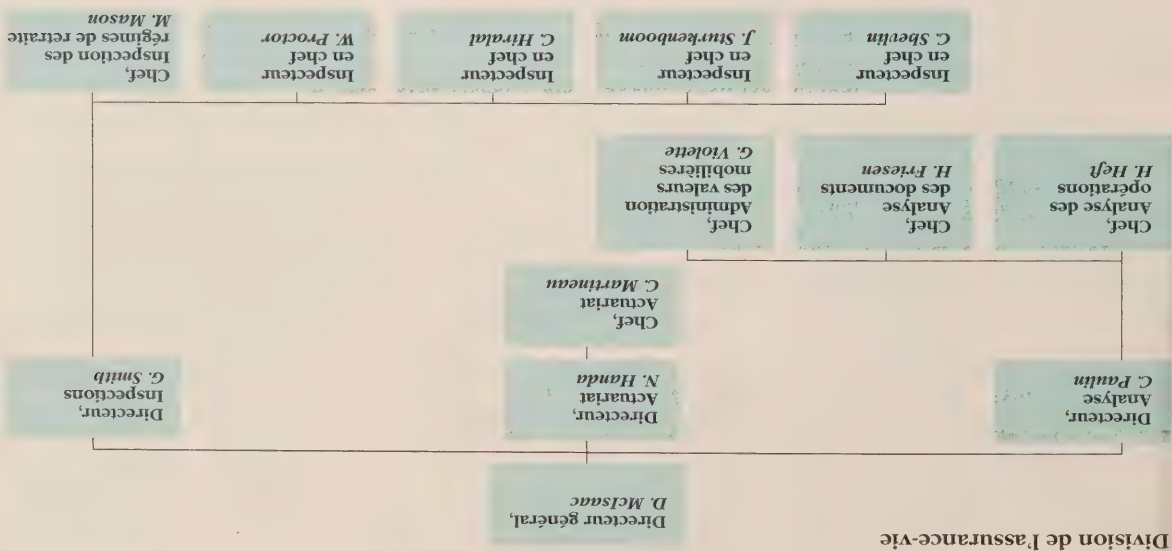 Division de l'assurance-vie
Directeur général,
D. McIsaac
Directeur,
Analyse
C. Paulin
Directeur,
Actuariat
N. Handa
Directeur,
Inspections
G. Smith
Chef,
Actuariat
C. Martineau
Chef,
Analyse des
opérations
H. Heft
Chef,
Analyse
des documents
H. Friesen
Chef,
Administration
des valeurs
mobilières
G. Violette
Inspecteur
en chef
C. Shevlin
Inspecteur
en chef
J. Sturkenboom
Inspecteur
en chef
C. Hiralal
Inspecteur
en chef
W. Proctor
Chef,
Inspection des
régimes de retraite
M. Mason